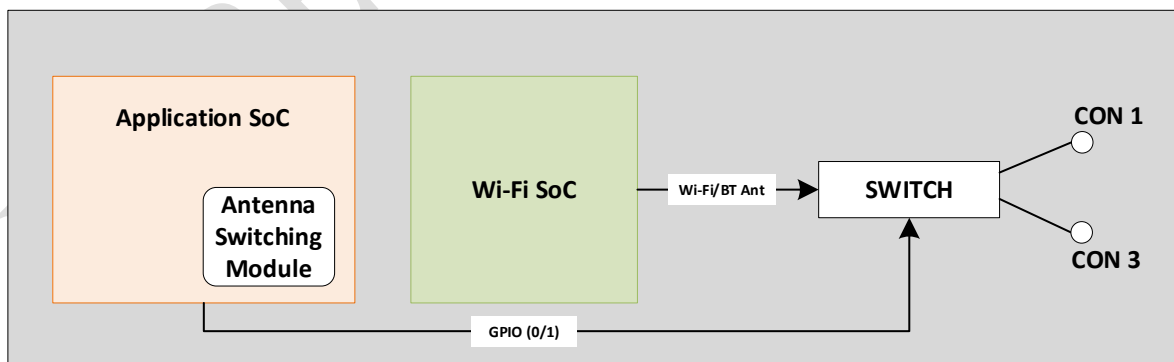 Application SoC
Antenna
Switching
Module
Wi-Fi SoC
Wi-Fi/BT Ant
SWITCH
CON 1
CON 3
GPIO (0/1)